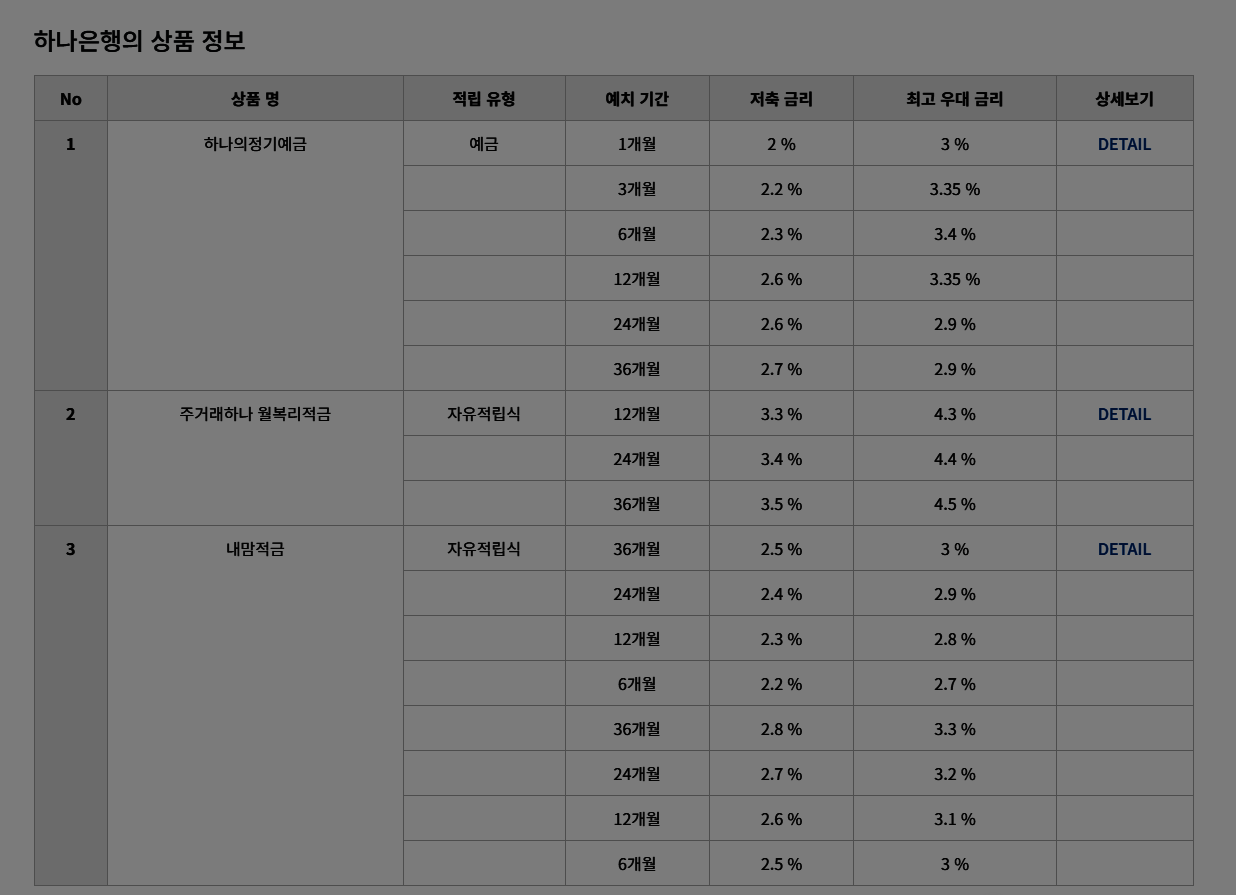 하나은행의 상품 정보
No 상품 명 적립 유형 예치 기간 저축 금리 최고 우대 금리 상세보기
1 하나의정기예금 예금 1개월 2 % 3 % DETAIL
3개월 2.2 % 3.35 %
6개월 2.3 % 3.4 %
12개월 2.6 % 3.35 %
24개월 2.6 % 2.9 %
36개월 2.7 % 2.9 %
2 주거래하나 월복리적금 자유적립식 12개월 3.3 % 4.3 % DETAIL
24개월 3.4 % 4.4 %
36개월 3.5 % 4.5 %
3 내맘적금 자유적립식 36개월 2.5 % 3 % DETAIL
24개월 2.4 % 2.9 %
12개월 2.3 % 2.8 %
6개월 2.2 % 2.7 %
36개월 2.8 % 3.3 %
24개월 2.7 % 3.2 %
12개월 2.6 % 3.1 %
6개월 2.5 % 3 %